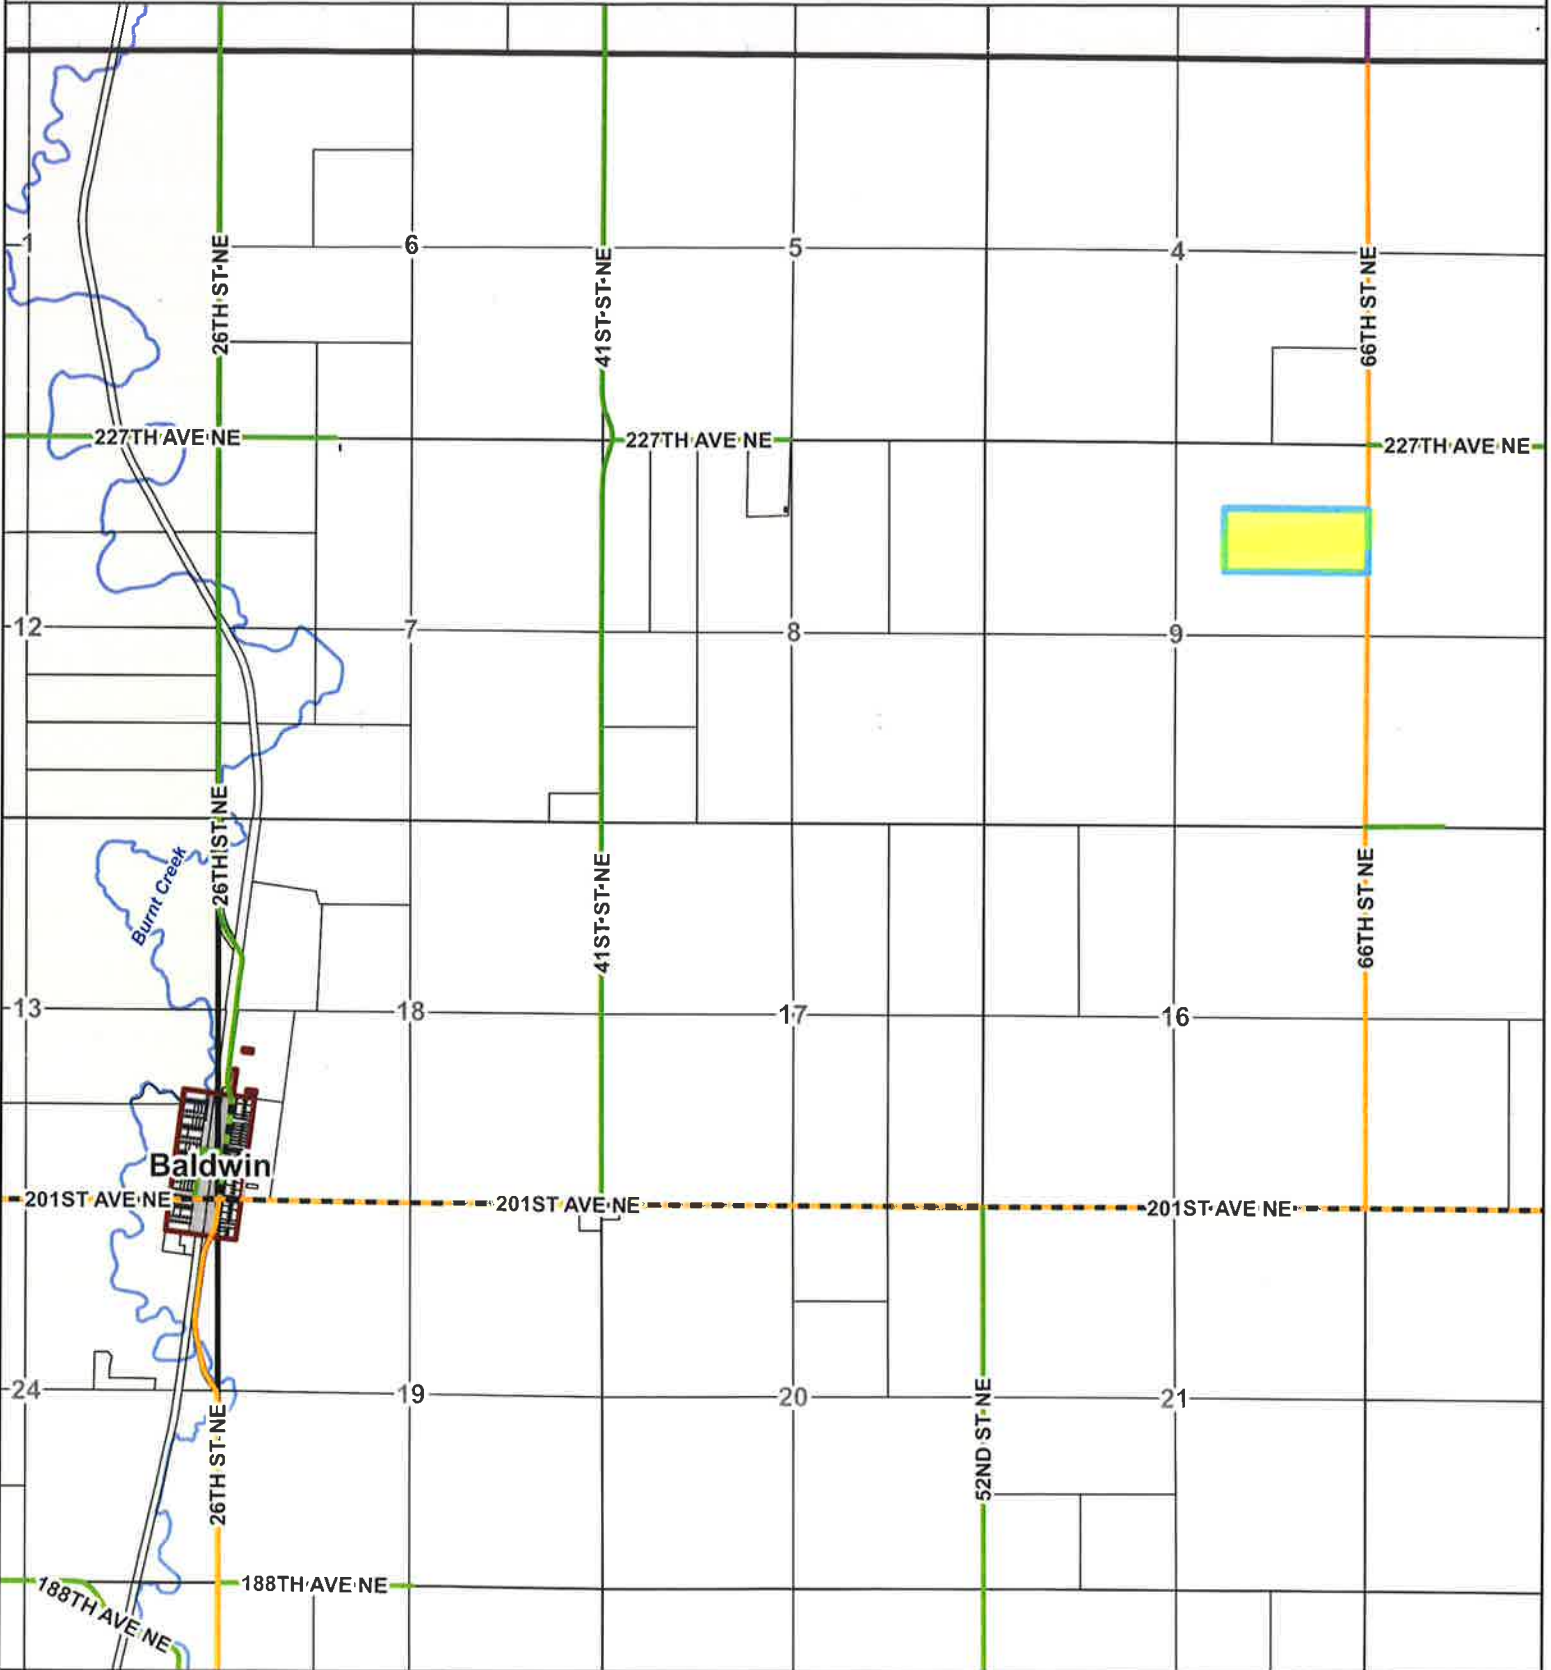 1
6
5
4
26TH ST NE
41ST ST NE
66TH ST NE
227TH AVE NE
227TH AVE NE
227TH AVE NE
12
7
8
9
26TH ST NE
Burnt Creek
41ST ST NE
66TH ST NE
13
18
17
16
Baldwin
201ST AVE NE
201ST AVE NE
201ST AVE NE
24
19
20
21
26TH ST NE
52ND ST NE
188TH AVE NE
188TH AVE NE